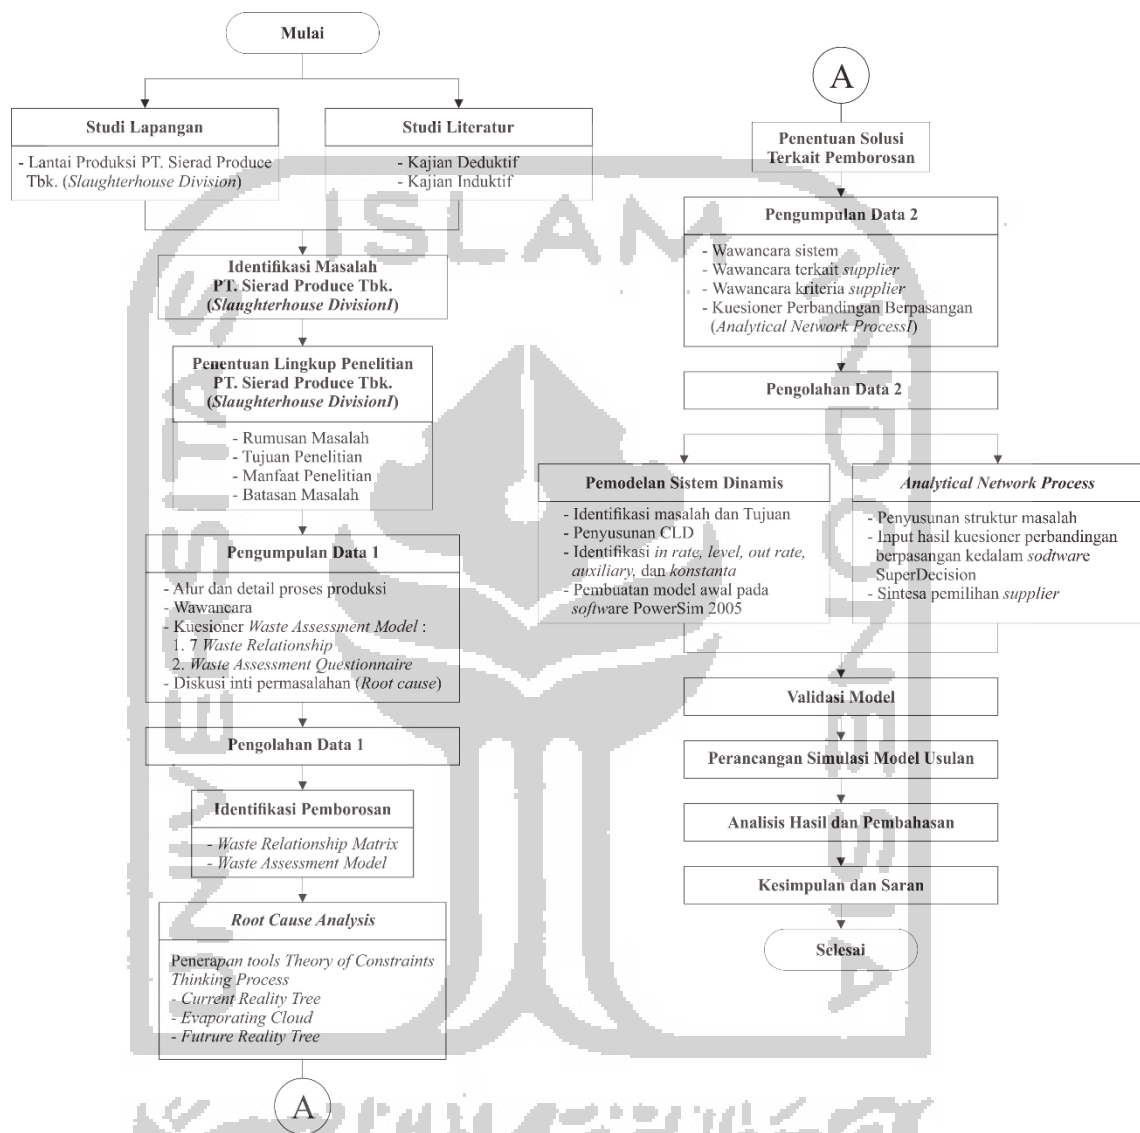 Mulai
Studi Lapangan
- Lantai Produksi PT. Sierad Produce
Tbk. (Slaughterhouse Division)
Studi Literatur
- Kajian Deduktif
- Kajian Induktif
Identifikasi Masalah
PT. Sierad Produce Tbk.
(Slaughterhouse DivisionI)
Penentuan Lingkup Penelitian
PT. Sierad Produce Tbk.
(Slaughterhouse DivisionI)
- Rumusan Masalah
- Tujuan Penelitian
- Manfaat Penelitian
- Batasan Masalah
Pengumpulan Data 1
- Alur dan detail proses produksi
- Wawancara
- Kuesioner Waste Assessment Model :
1. 7 Waste Relationship
2. Waste Assessment Questionnaire
- Diskusi inti permasalahan (Root cause)
Pengolahan Data 1
Identifikasi Pemborosan
- Waste Relationship Matrix
- Waste Assessment Model
Root Cause Analysis
Penerapan tools Theory of Constraints
Thinking Process
- Current Reality Tree
- Evaporating Cloud
- Futrure Reality Tree
A
A
Penentuan Solusi
Terkait Pemborosan
Pengumpulan Data 2
- Wawancara sistem
- Wawancara terkait supplier
- Wawancara kriteria supplier
- Kuesioner Perbandingan Berpasangan
(Analytical Network ProcessI)
Pengolahan Data 2
Pemodelan Sistem Dinamis
- Identifikasi masalah dan Tujuan
- Penyusunan CLD
- Identifikasi in rate, level, out rate,
auxiliary, dan konstanta
- Pembuatan model awal pada
software PowerSim 2005
Analytical Network Process
- Penyusunan struktur masalah
- Input hasil kuesioner perbandingan
berpasangan kedalam sodtware
SuperDecision
- Sintesa pemilihan supplier
Validasi Model
Perancangan Simulasi Model Usulan
Analisis Hasil dan Pembahasan
Kesimpulan dan Saran
Selesai
UNIVERSITAS
ISLAM
INDONESIA